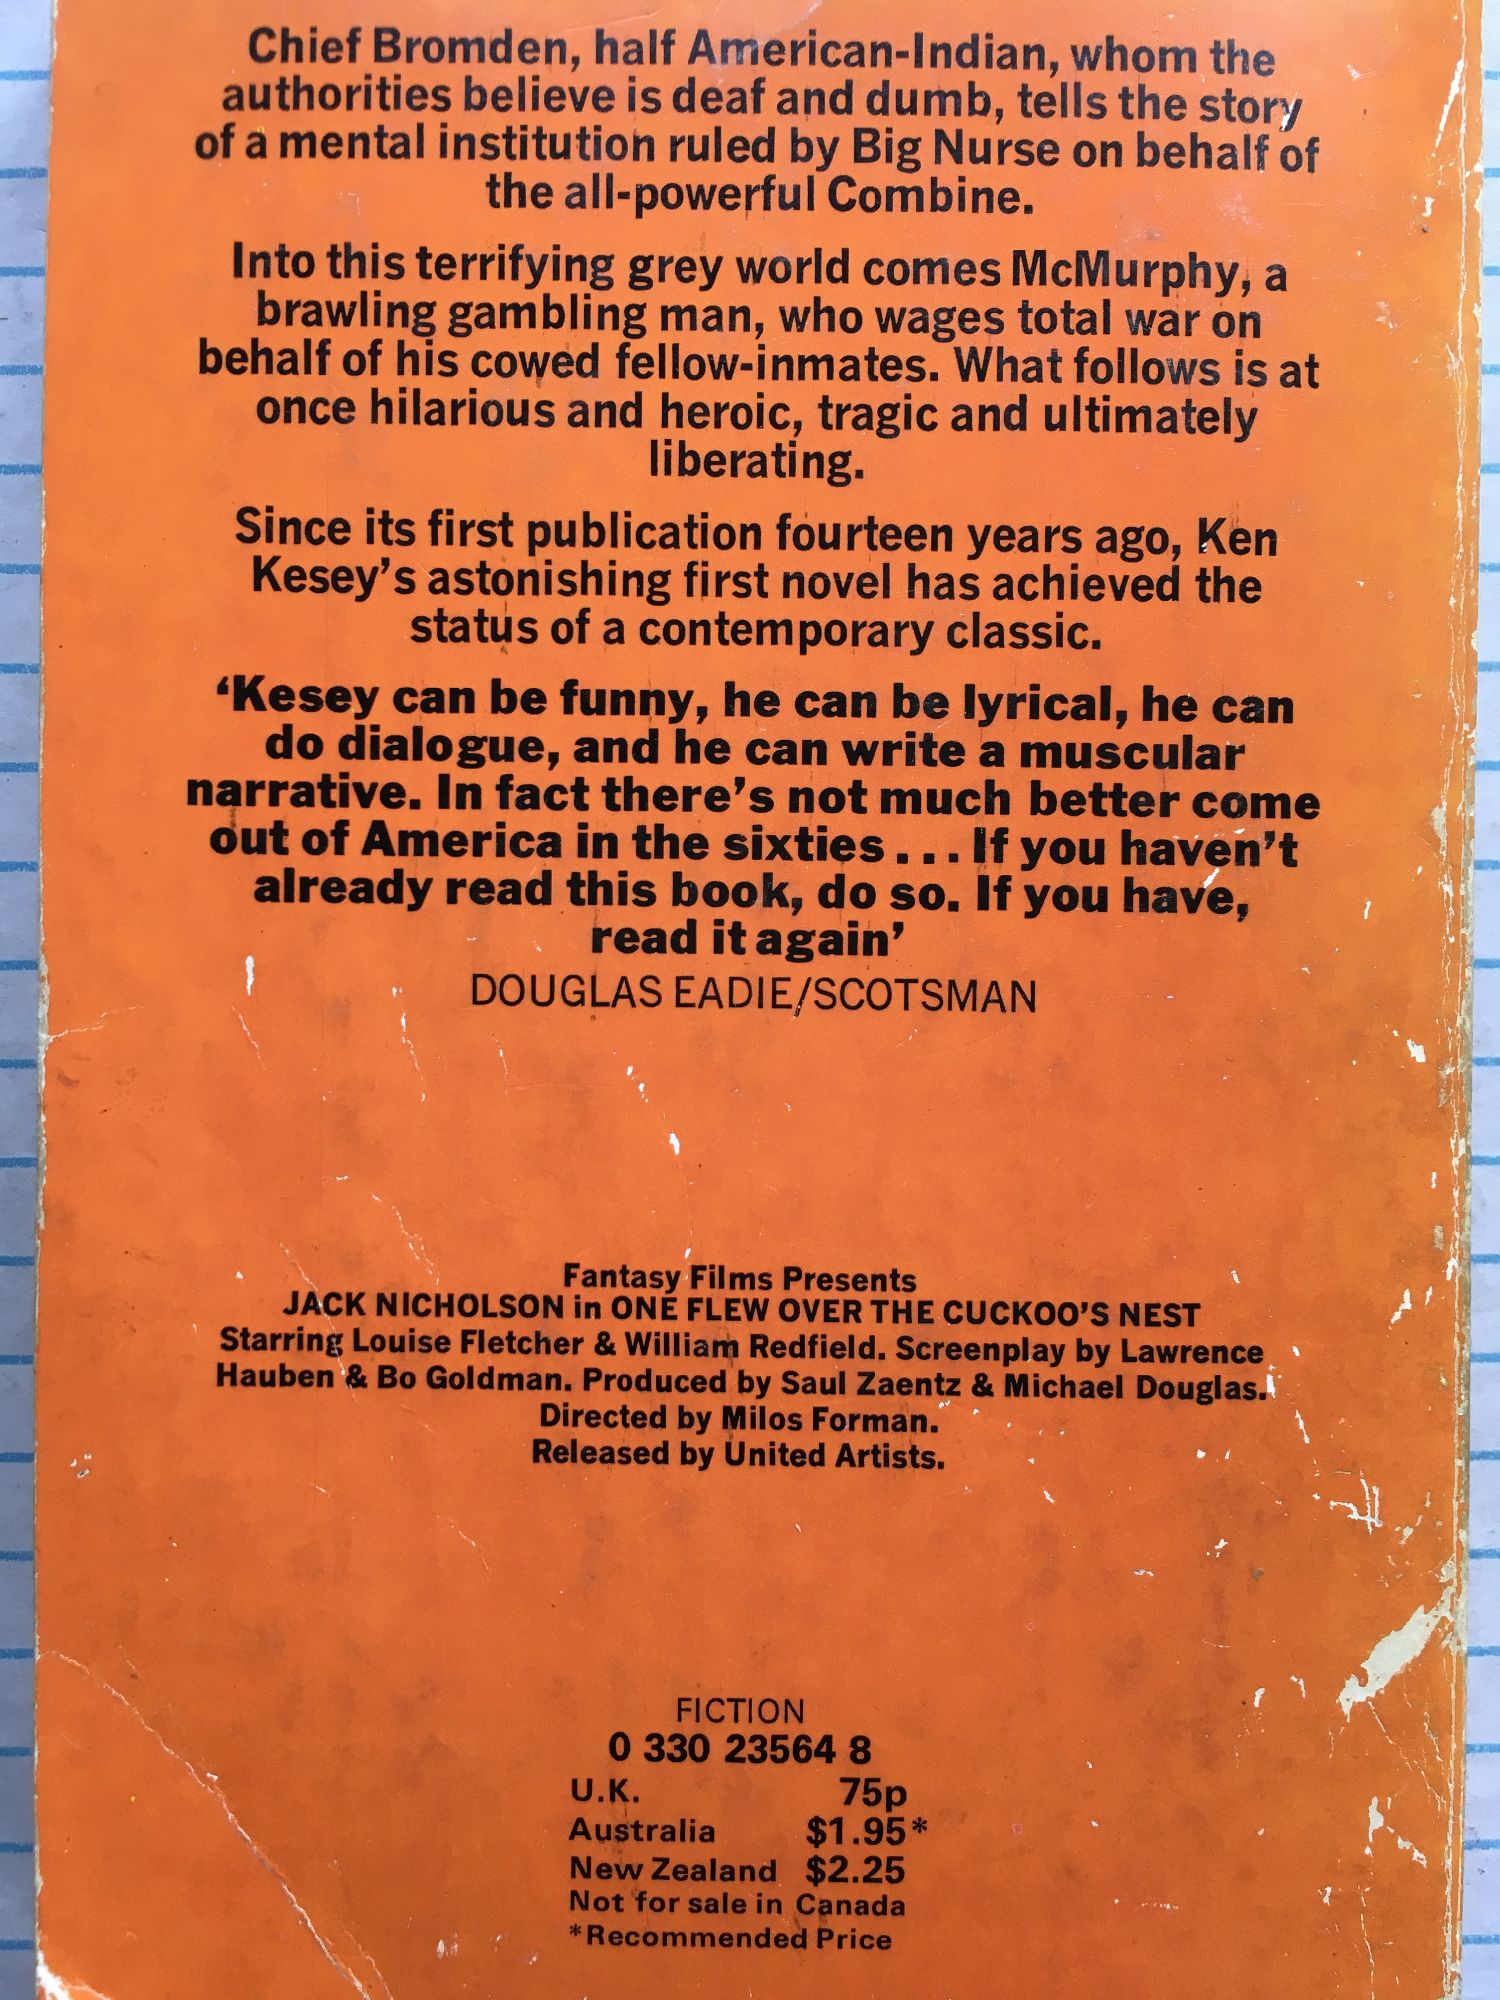 Chief Bromden, half American-Indian, whom the
authorities believe is deaf and dumb, tells the story
of a mental institution ruled by Big Nurse on behalf of
the all-powerful Combine.
Into this terrifying grey world comes McMurphy, a
brawling gambling man, who wages total war on
behalf of his cowed fellow-inmates. What follows is at
once hilarious and heroic, tragic and ultimately
liberating.
Since its first publication fourteen years ago, Ken
Kesey’s astonishing first novel has achieved the
status of a contemporary classic.
‘Kesey can be funny, he can be lyrical, he can
do dialogue, and he can write a muscular
narrative. In fact there’s not much better come
out of America in the sixties . . . If you haven’t
already read this book, do so. If you have,
read it again’
DOUGLAS EADIE/SCOTSMAN
Fantasy Films Presents
JACK NICHOLSON in ONE FLEW OVER THE CUCKOO’S NEST
Starring Louise Fletcher & William Redfield. Screenplay by Lawrence
Hauben & Bo Goldman. Produced by Saul Zaentz & Michael Douglas.
Directed by Milos Forman.
Released by United Artists.
FICTION
0 330 23564 8
U.K. 75p
Australia $1.95*
New Zealand $2.25
Not for sale in Canada
*Recommended Price